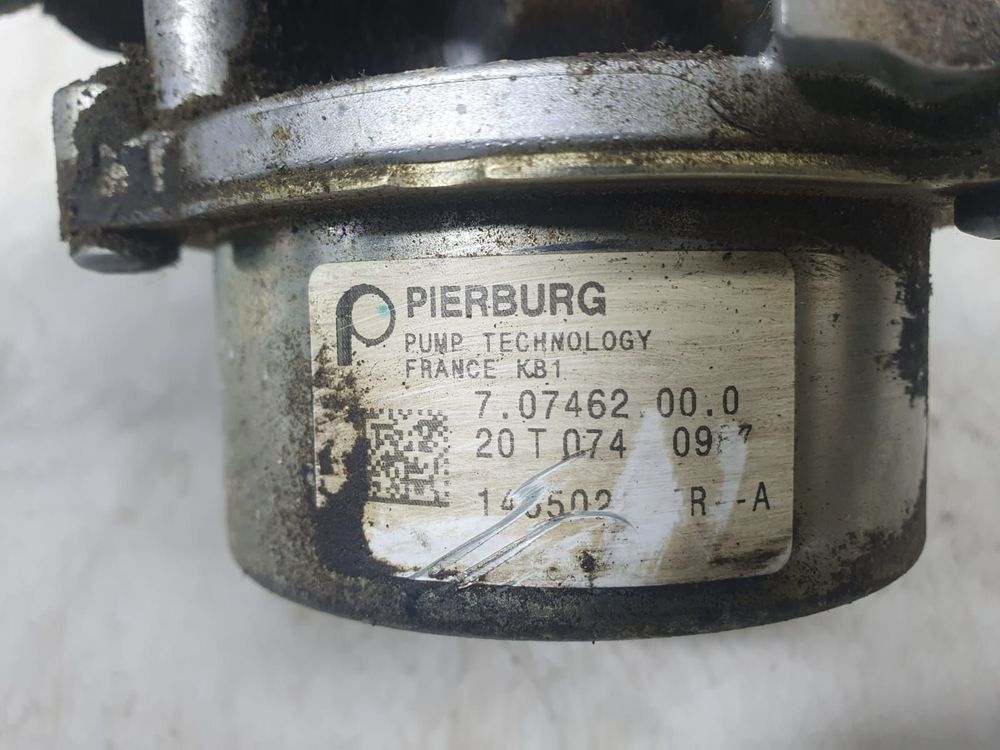 PIERBURG
PUMP TECHNOLOGY
FRANCE KB1
7.07462 00.0
20 T 074
R--A